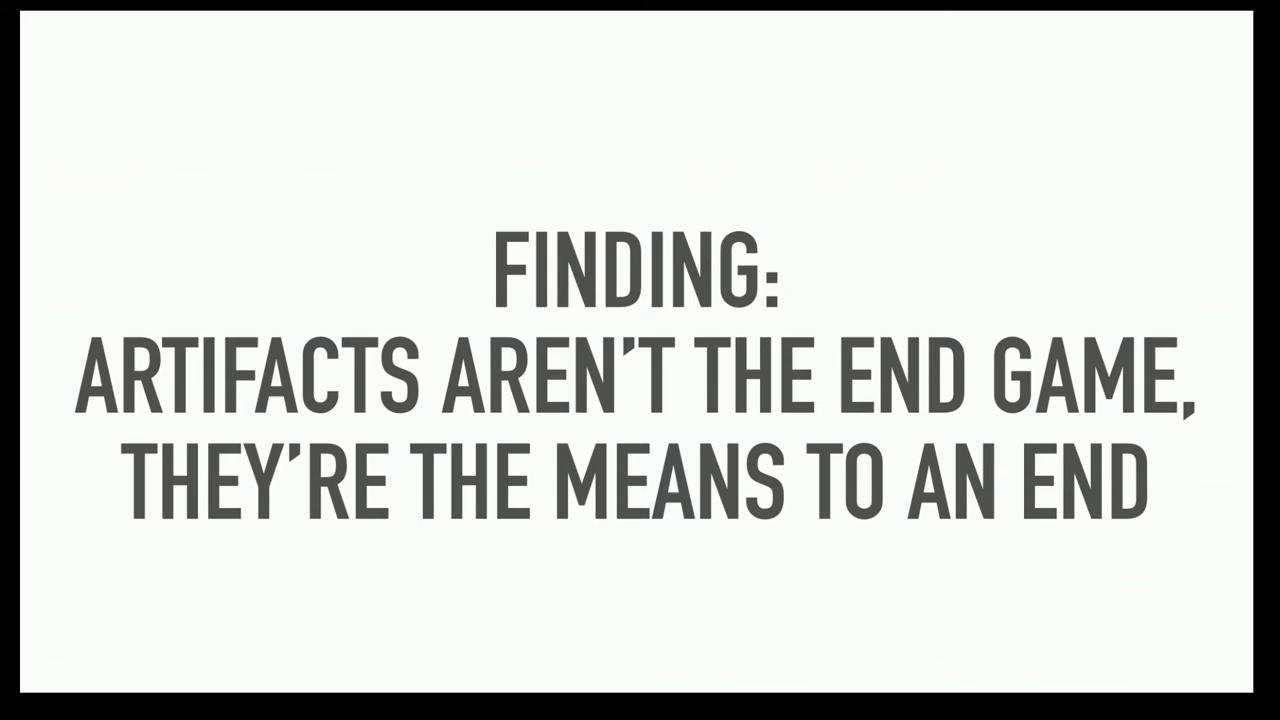 FINDING:
ARTIFACTS AREN’T THE END GAME,
THEY’RE THE MEANS TO AN END